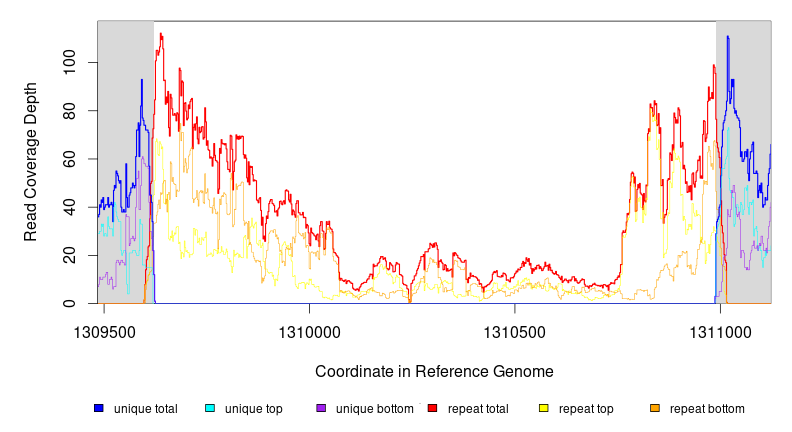 Read Coverage Depth
100
80
60
40
20
0
1309500 1310000 1310500 1311000
Coordinate in Reference Genome
unique total unique top unique bottom repeat total repeat top repeat bottom